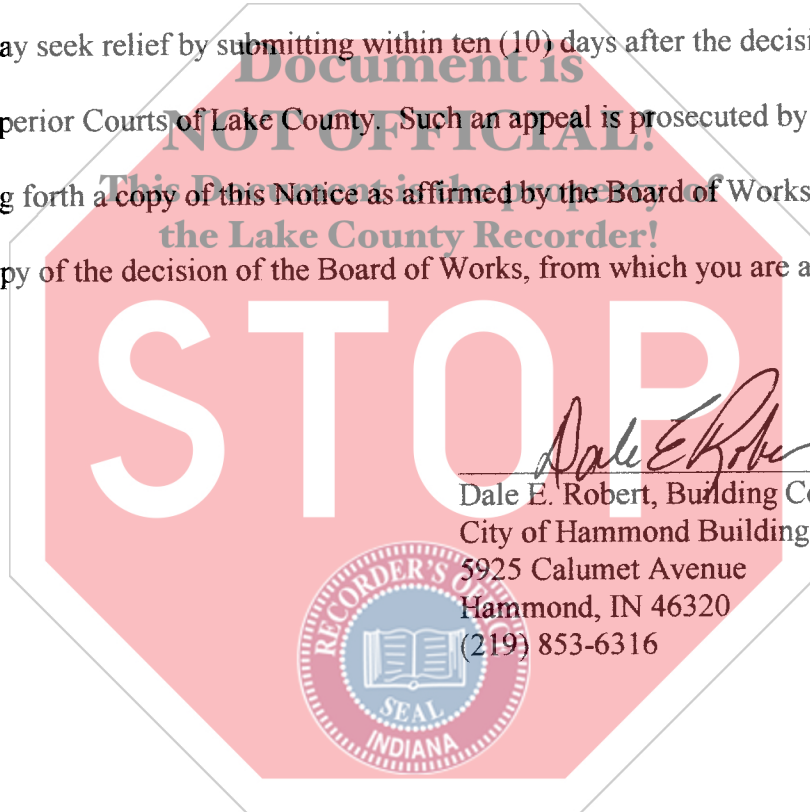 ay seek relief by submitting within ten (10) days after the decisi
Document is
perior Courts of Lake County. Such an appeal is prosecuted by
NOT OFFICIAL!
g forth a copy of this Notice as affirmed by the Board of Works
This Document is the property of
the Lake County Recorder!
py of the decision of the Board of Works, from which you are a
STOP
Dale E Rober
Dale E. Robert, Building Co
City of Hammond Building
5925 Calumet Avenue
Hammond, IN 46320
(219) 853-6316
RECORDER'S OFFICE
SEAL
INDIANA